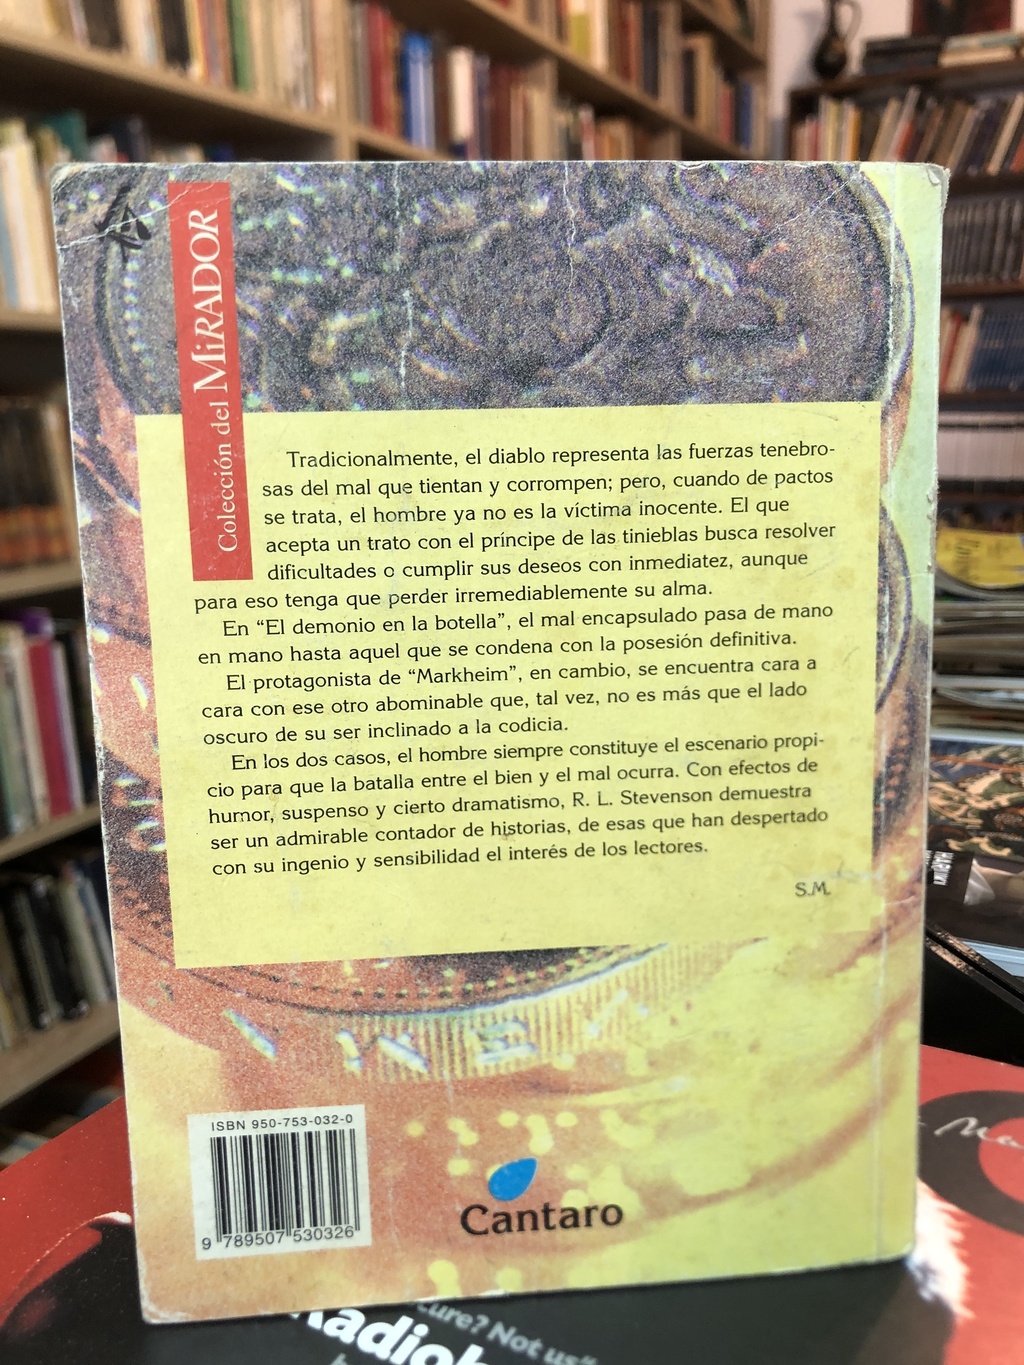 Colección del MiRADOR
Tradicionalmente, el diablo representa las fuerzas tenebro-
sas del mal que tientan y corrompen; pero, cuando de pactos
se trata, el hombre ya no es la víctima inocente. El que
acepta un trato con el príncipe de las tinieblas busca resolver
dificultades o cumplir sus deseos con inmediatez, aunque
para eso tenga que perder irremediablemente su alma.
En “El demonio en la botella”, el mal encapsulado pasa de mano
en mano hasta aquel que se condena con la posesión definitiva.
El protagonista de “Markheim”, en cambio, se encuentra cara a
cara con ese otro abominable que, tal vez, no es más que el lado
oscuro de su ser inclinado a la codicia.
En los dos casos, el hombre siempre constituye el escenario propi-
cio para que la batalla entre el bien y el mal ocurra. Con efectos de
humor, suspenso y cierto dramatismo, R. L. Stevenson demuestra
ser un admirable contador de historias, de esas que han despertado
con su ingenio y sensibilidad el interés de los lectores.
S.M.
ISBN 950-753-032-0
9 789507 530326
Cantaro
HARUKI
Not us"